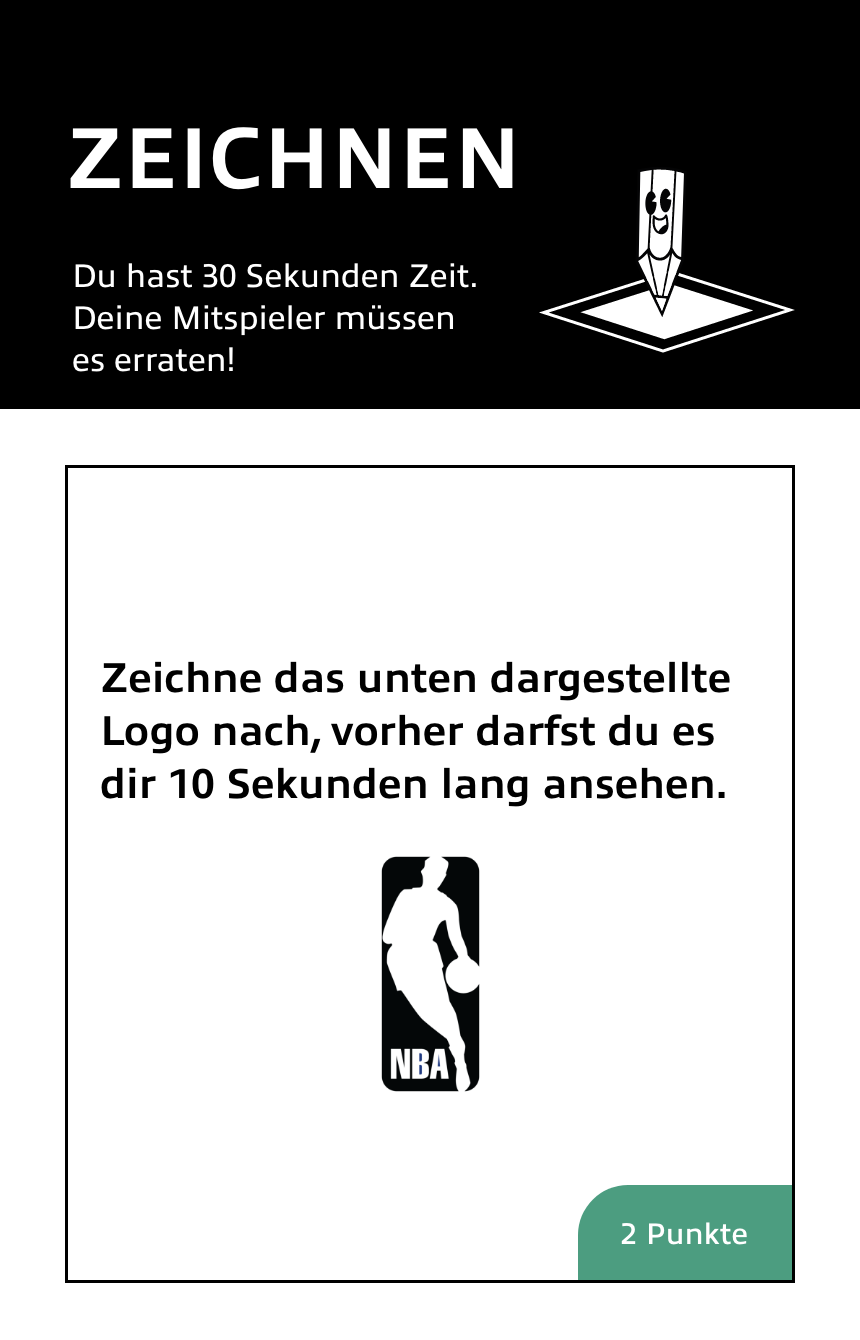 ZEICHNEN
Du hast 30 Sekunden Zeit.
Deine Mitspieler müssen
es erraten!
Zeichne das unten dargestellte
Logo nach, vorher darfst du es
dir 10 Sekunden lang ansehen.
NBA
2 Punkte